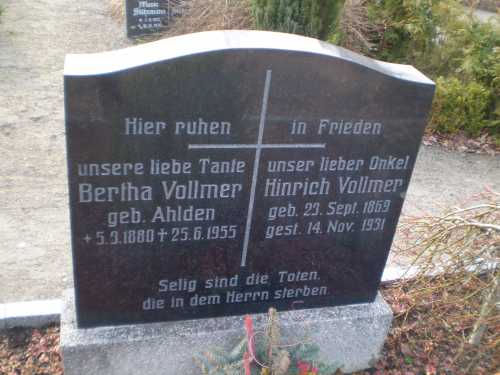 Hier ruhen in Frieden
unsere liebe Tante
Bertha Vollmer
geb. Ahlden
+ 5.3.1880 + 25.6.1955
unser lieber Onkel
Hinrich Vollmer
geb. 23. Sept. 1869
gest. 14. Nov. 1931
Selig sind die Toten,
die in dem Herrn sterben.